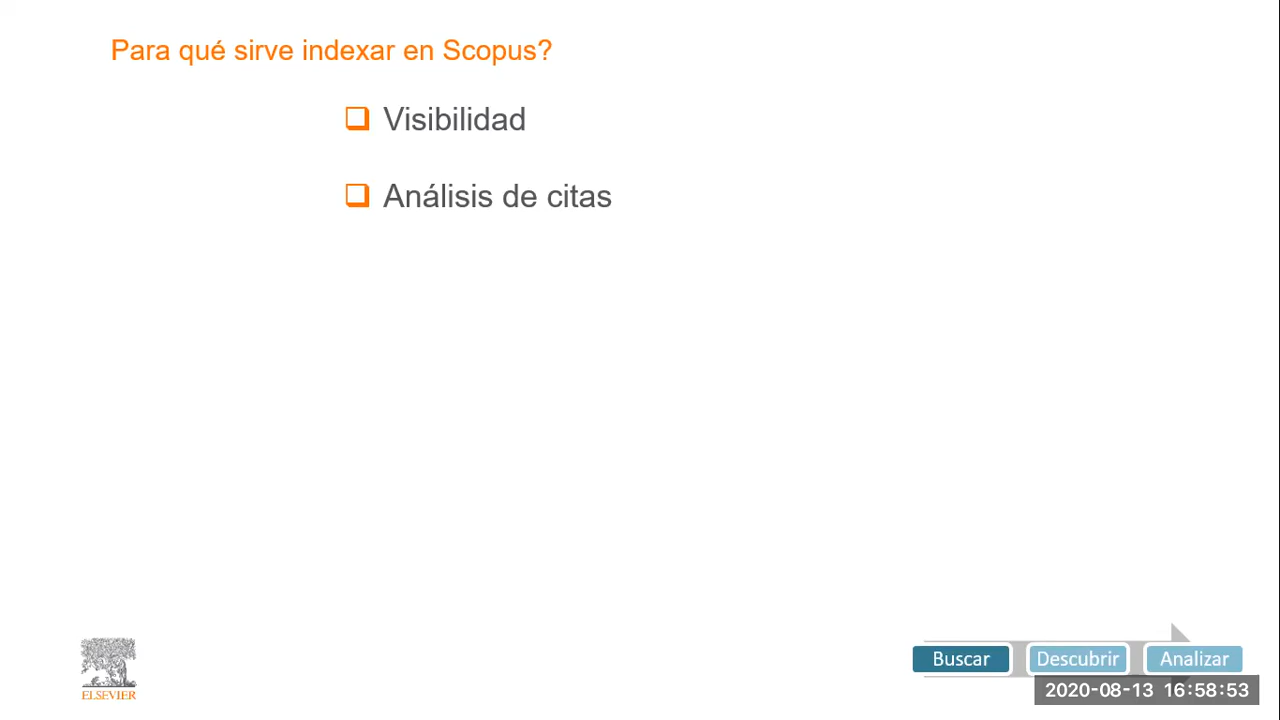 Para qué sirve indexar en Scopus?
Visibilidad
Análisis de citas
ELSEVIER
Buscar Descubrir Analizar
2020-08-13 16:58:53